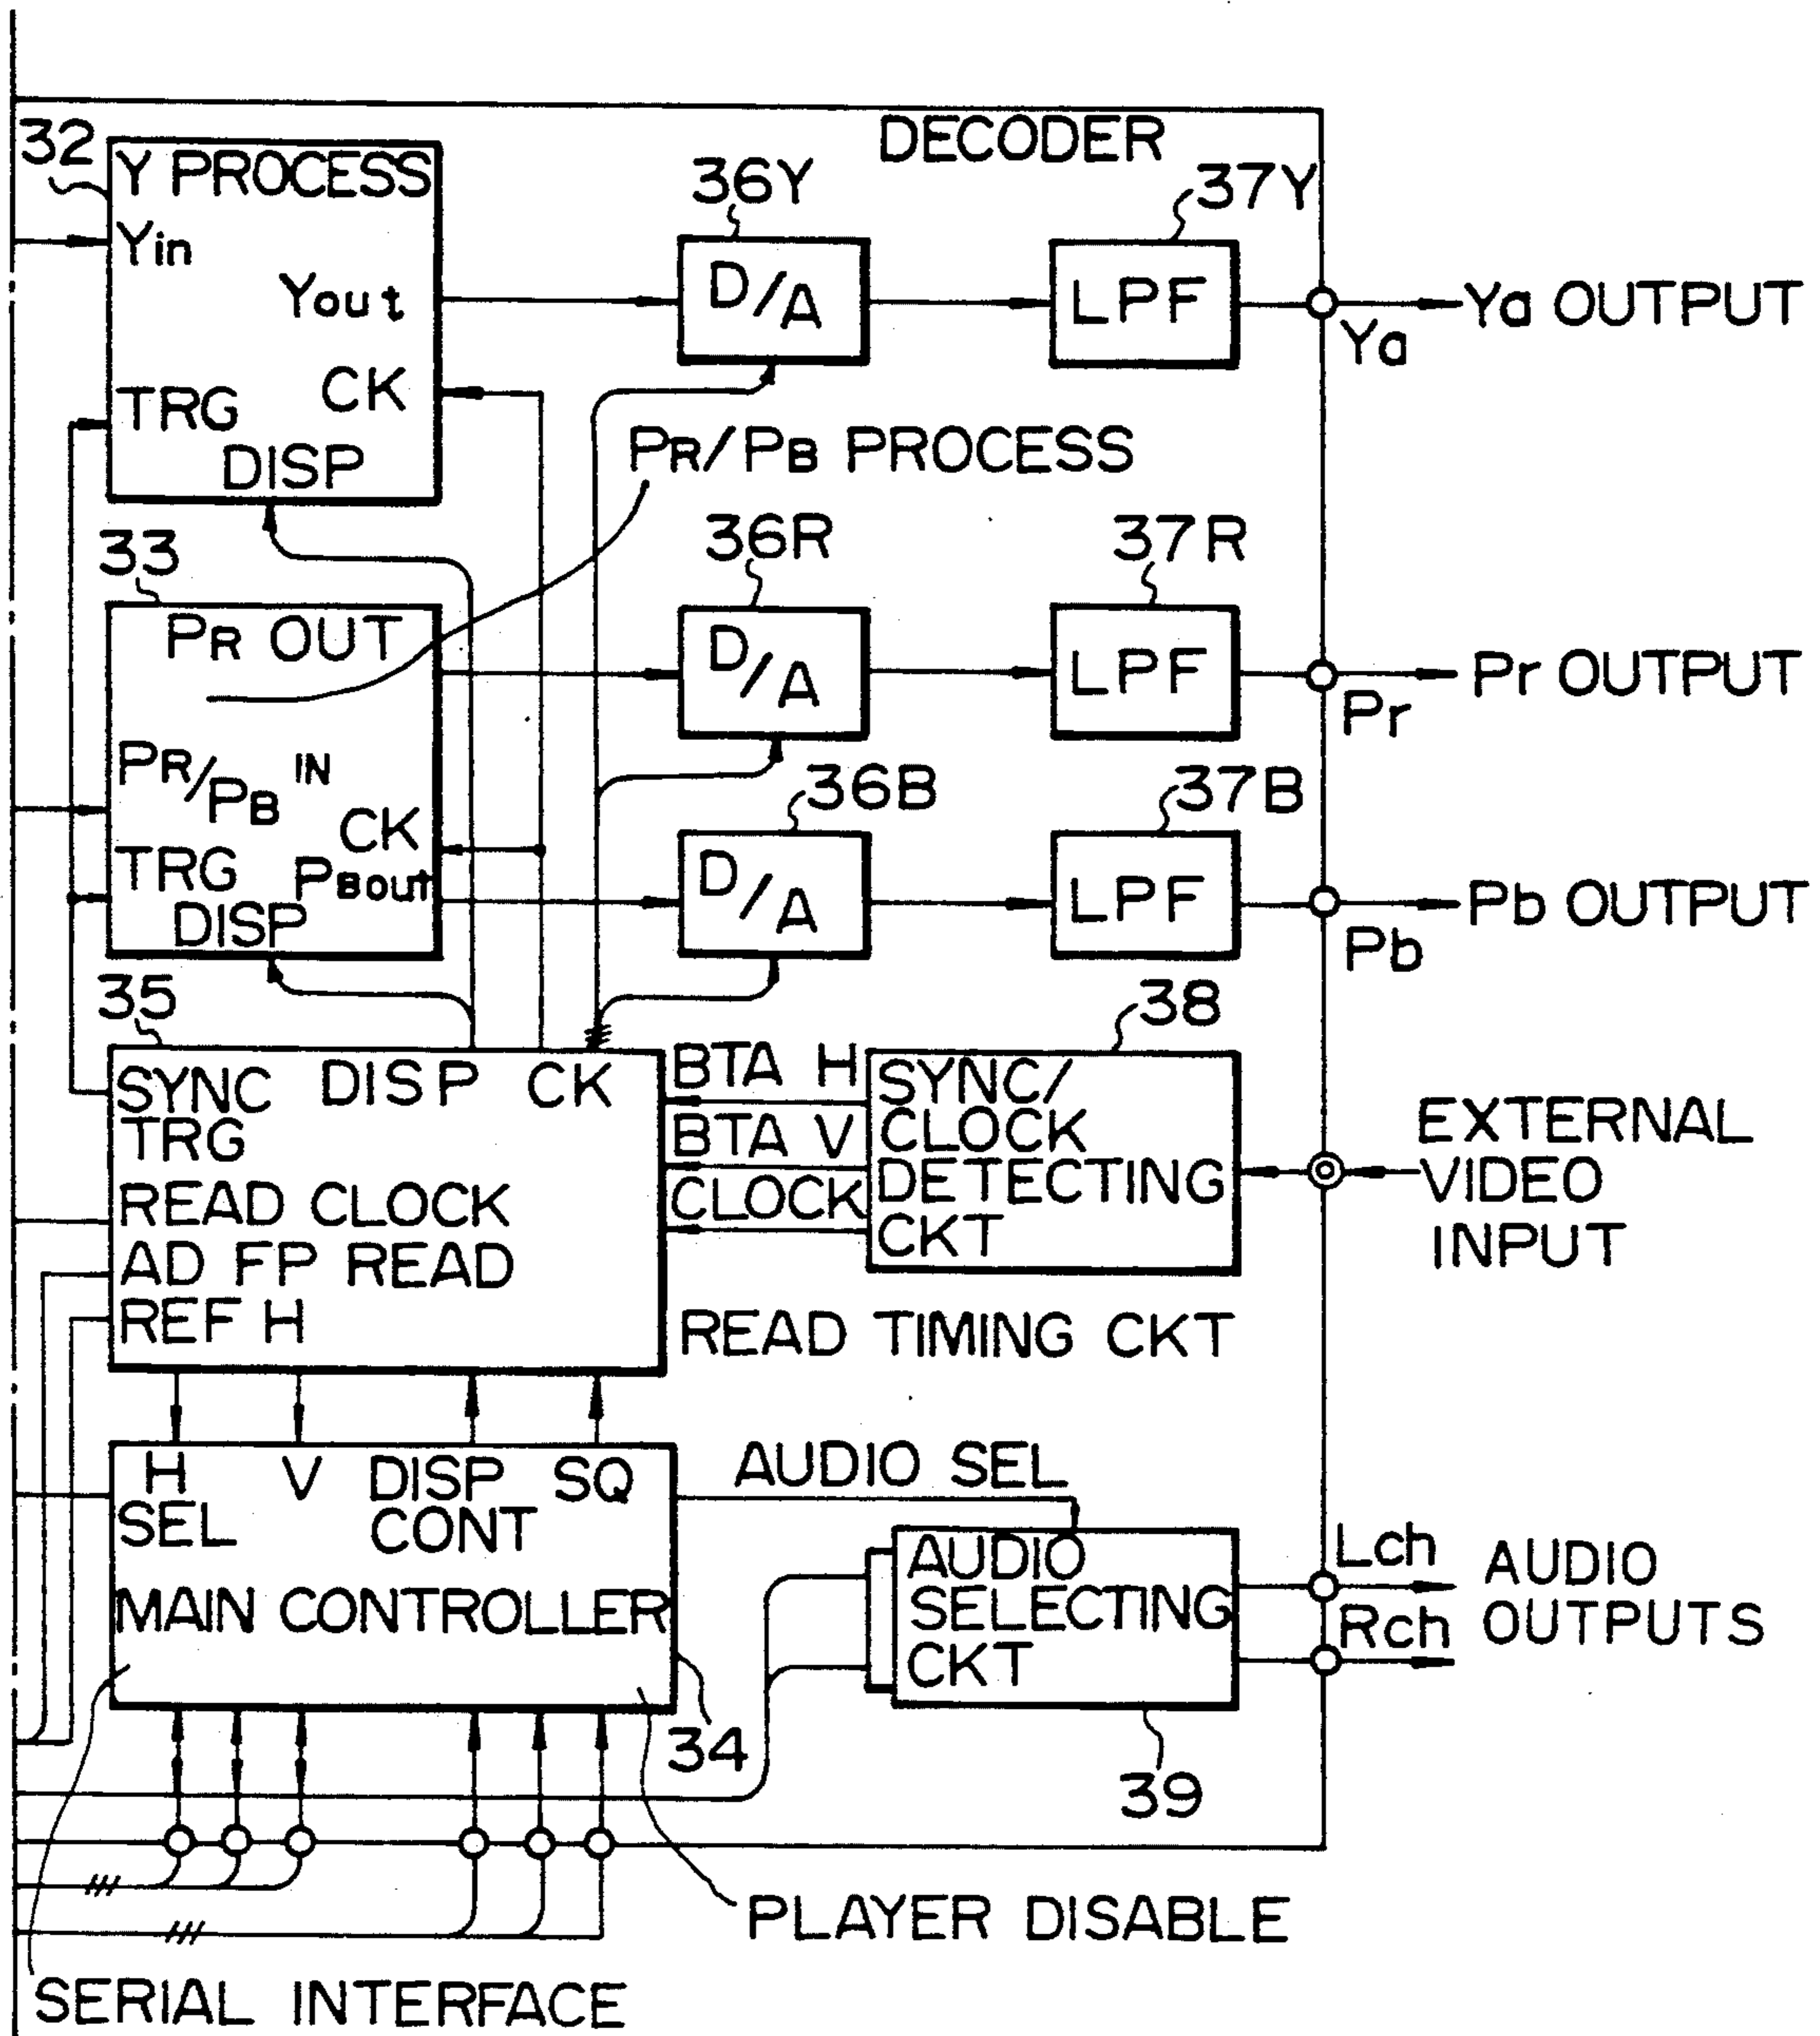 DECODER
32
Y PROCESS
Yin
Yout
CK
TRG
DISP
36Y
D/A
37Y
LPF
Ya
Ya OUTPUT
PR/PB PROCESS
33
PR OUT
PR/PB IN
CK
TRG
PBout
DISP
36R
D/A
37R
LPF
Pr
Pr OUTPUT
36B
D/A
37B
LPF
Pb
Pb OUTPUT
35
SYNC DISP CK
TRG
READ CLOCK
AD FP READ
REF H
BTA H
BTA V
CLOCK
38
SYNC/
CLOCK
DETECTING
CKT
EXTERNAL
VIDEO
INPUT
READ TIMING CKT
H V DISP SQ
SEL CONT
MAIN CONTROLLER
34
AUDIO SEL
AUDIO
SELECTING
CKT
39
Lch
Rch
AUDIO
OUTPUTS
PLAYER DISABLE
SERIAL INTERFACE